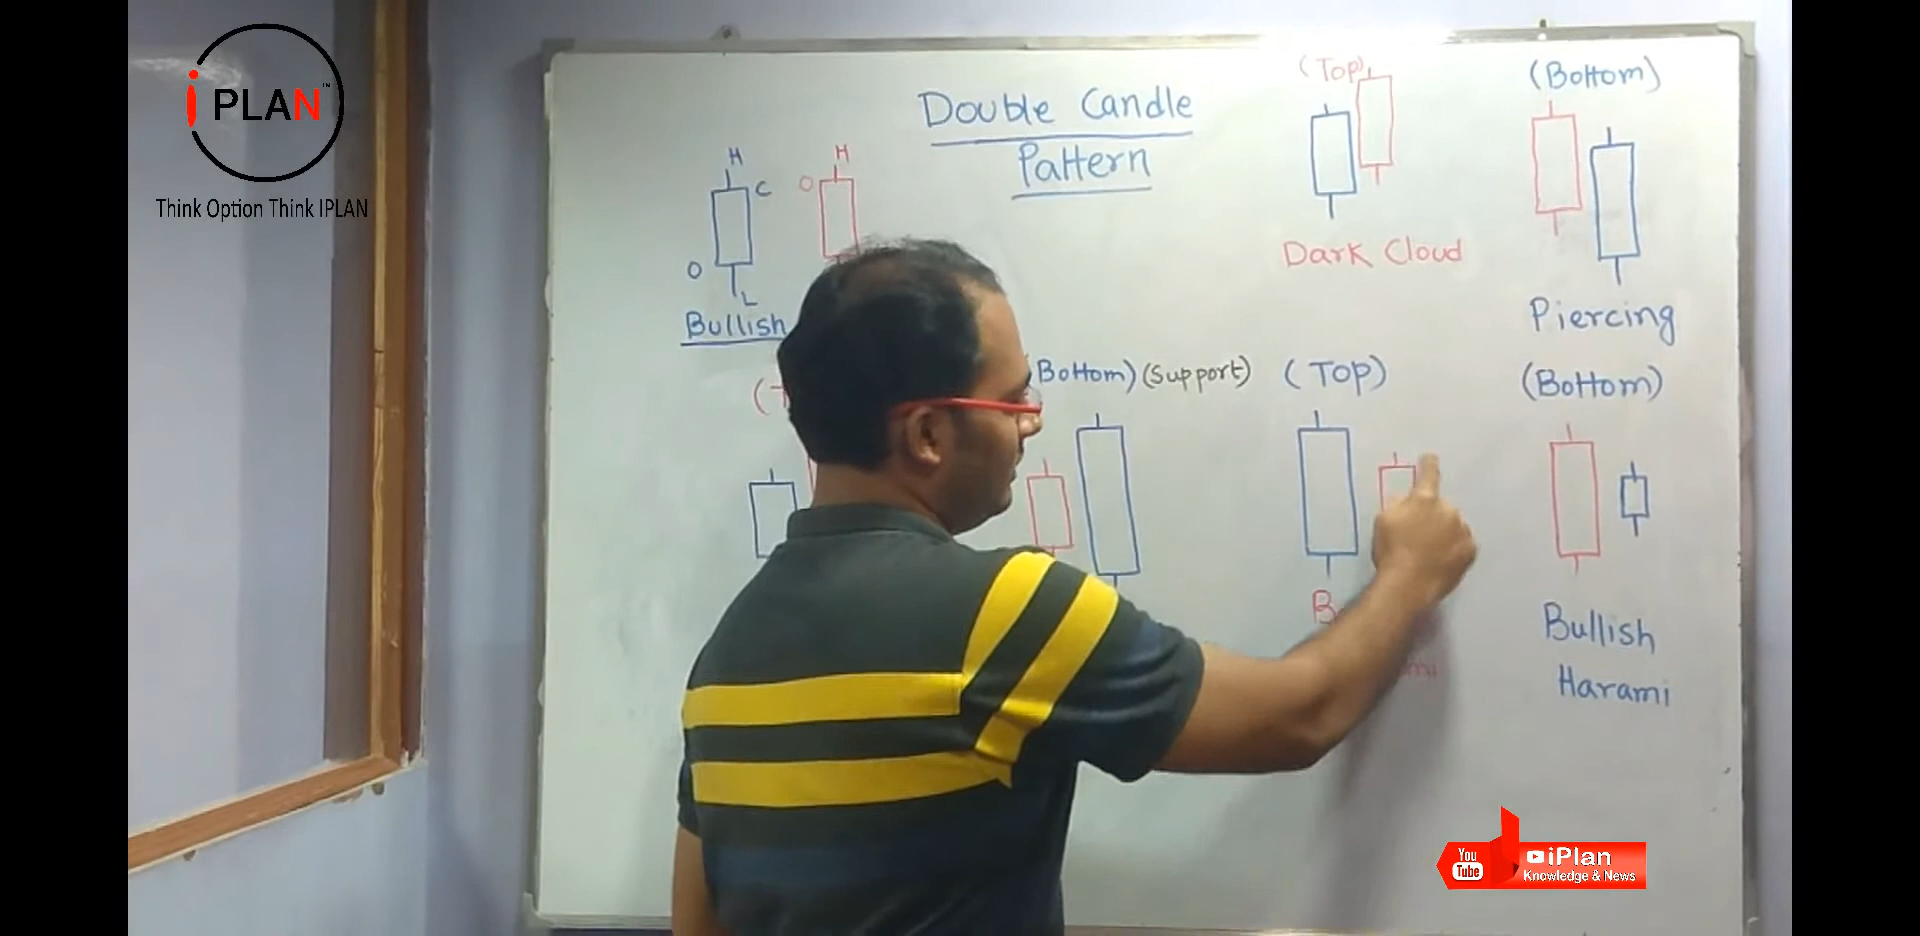 i PLAN™
Think Option Think IPLAN
Double Candle
Pattern
H
C
O
L
Bullish
H
O
(Top)
Dark Cloud
(Bottom)
Piercing
Bottom) (Support)
(Top)
(Bottom)
Bullish
Harami
You
Tube
iPlan
Knowledge & News